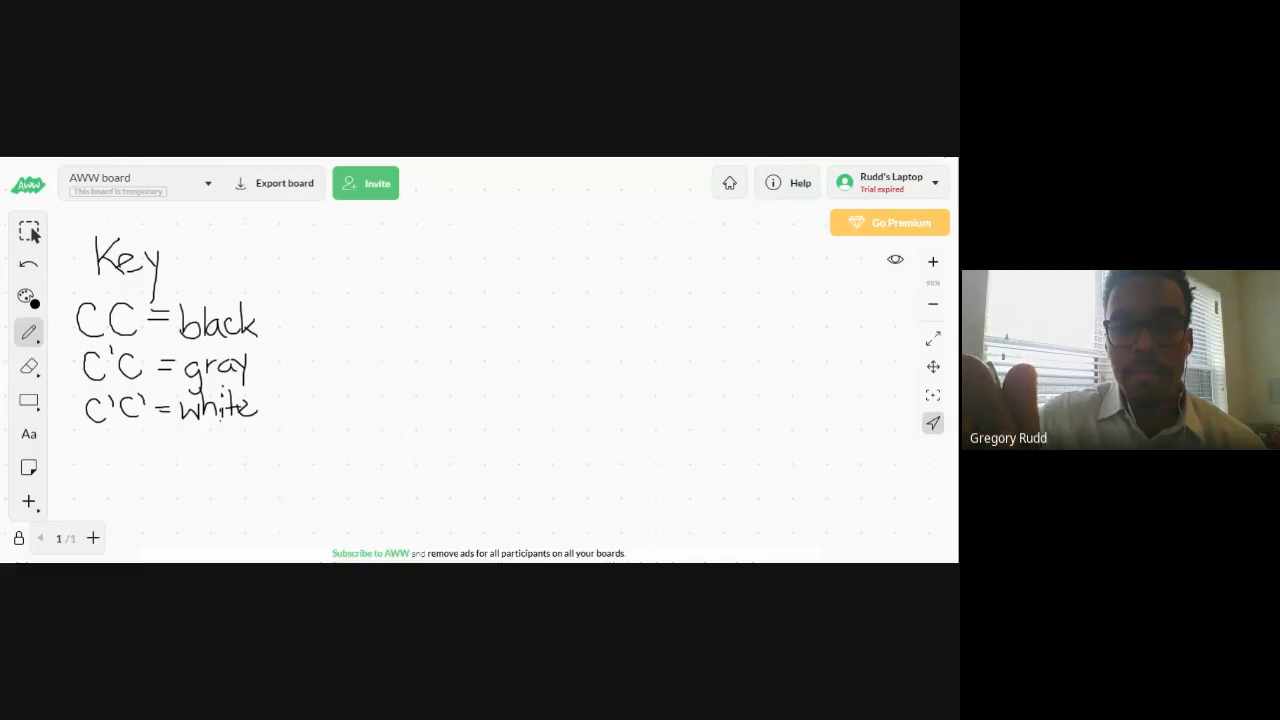 AWW
AWW board
This board is temporary
Export board
Invite
Help
Rudd's Laptop
Trial expired
Go Premium
98%
Key
CC = black
C'C = gray
C'C' = white
Aa
1 /1
Subscribe to AWW and remove ads for all participants on all your boards.
Gregory Rudd